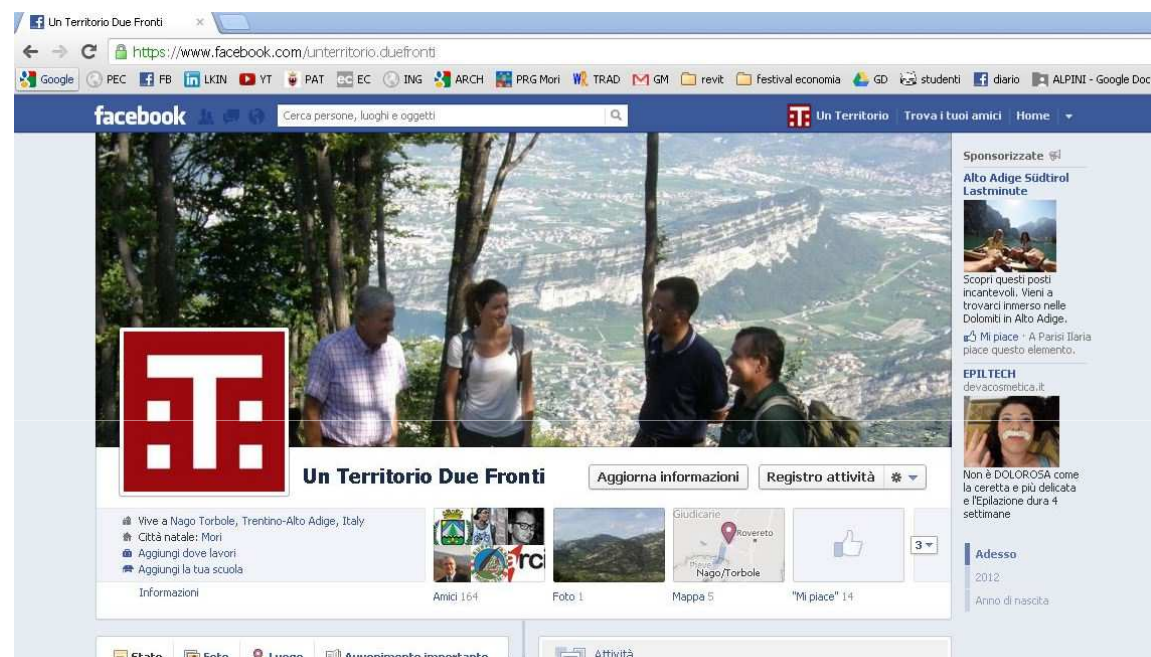 Un Territorio Due Fronti
https://www.facebook.com/unterritorio.duefronti
Google PEC FB LKIN YT PAT EC ING ARCH PRG Mori TRAD GM revit festival economia GD studenti diario ALPINI - Google Doc
facebook Cerca persone, luoghi e oggetti Un Territorio Trova i tuoi amici Home
Sponsorizzate
Alto Adige Südtirol
Lastminute
Scopri questi posti
incantevoli. Vieni a
trovarci inmerso nelle
Dolomiti in Alto Adige.
Mi piace · A Parisi Ilaria
piace questo elemento.
EPILTECH
devacosmetica.it
Non è DOLOROSA come
la ceretta e più delicata
e l'Epilazione dura 4
settimane
Un Territorio Due Fronti Aggiorna informazioni Registro attività
Vive a Nago Torbole, Trentino-Alto Adige, Italy
Città natale: Mori
Aggiungi dove lavori
Aggiungi la tua scuola
Informazioni
rci
Giudicarie
Rovereto
Pieve
Nago/Torbole
3
Amici 164 Foto 1 Mappa 5 "Mi piace" 14
Adesso
2012
Anno di nascita
Stato Foto Luogo Avvenimento importante
Attività